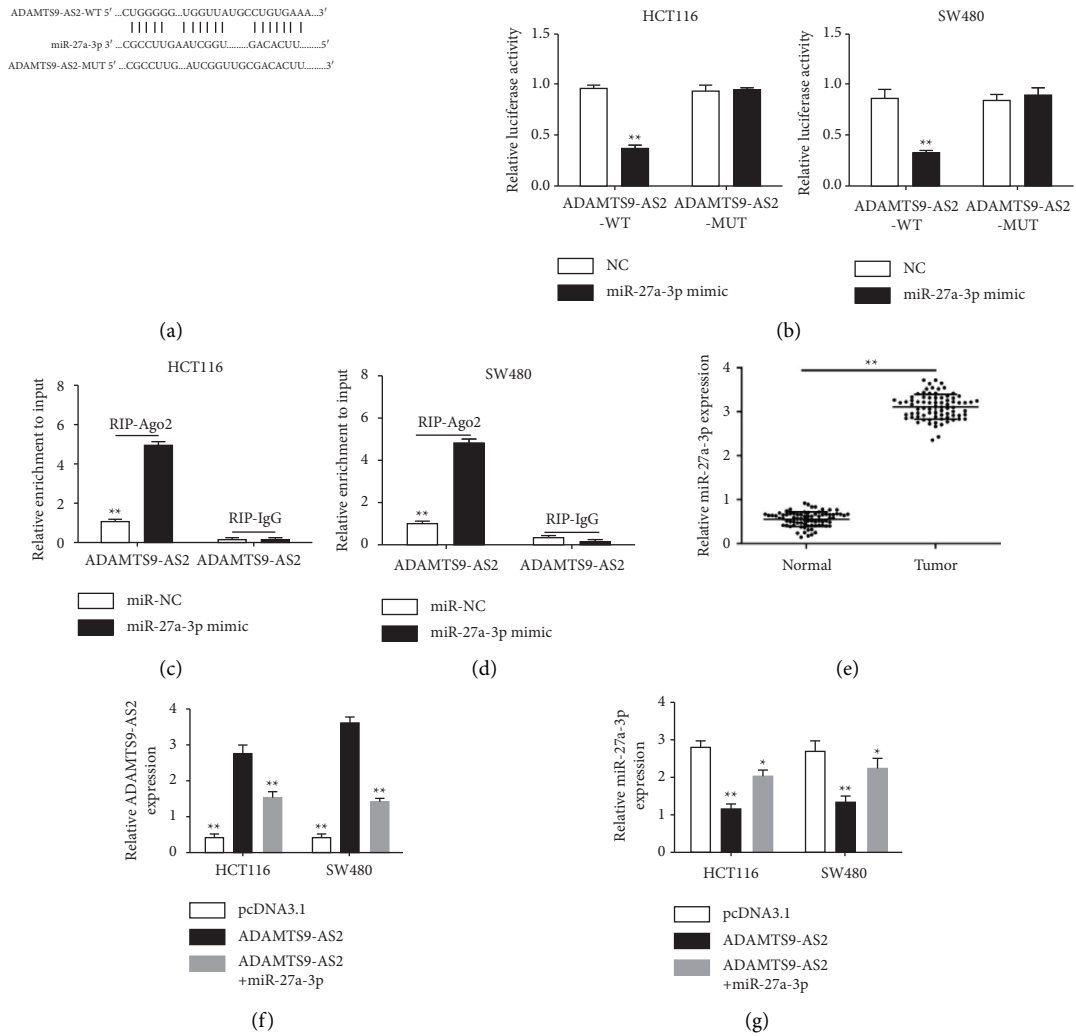 ADAMTS9-AS2-WT 5′ ...CUGGGGG...UGGUUAUGCCUGUGAAA...3′
miR-27a-3p 3′ ...CGCCUUGAAUCGGU.........GACACUU.........5′
ADAMTS9-AS2-MUT 5′ ...CGCCUUG...AUCGGUUGCGACACUU.........3′
(a)
HCT116
Relative luciferase activity
1.5
1.0
0.5
0.0
**
ADAMTS9-AS2
-WT
ADAMTS9-AS2
-MUT
NC
miR-27a-3p mimic
SW480
Relative luciferase activity
1.5
1.0
0.5
0.0
**
ADAMTS9-AS2
-WT
ADAMTS9-AS2
-MUT
NC
miR-27a-3p mimic
(b)
HCT116
Relative enrichment to input
8
6
4
2
0
RIP-Ago2
**
RIP-IgG
ADAMTS9-AS2
ADAMTS9-AS2
miR-NC
miR-27a-3p mimic
(c)
SW480
Relative enrichment to input
8
6
4
2
0
RIP-Ago2
**
RIP-IgG
ADAMTS9-AS2
ADAMTS9-AS2
miR-NC
miR-27a-3p mimic
(d)
Relative miR-27a-3p expression
4
3
2
1
0
**
Normal
Tumor
(e)
Relative ADAMTS9-AS2
expression
4
3
2
1
0
**
**
**
**
HCT116
SW480
pcDNA3.1
ADAMTS9-AS2
ADAMTS9-AS2
+miR-27a-3p
(f)
Relative miR-27a-3p
expression
4
3
2
1
0
**
*
**
*
HCT116
SW480
pcDNA3.1
ADAMTS9-AS2
ADAMTS9-AS2
+miR-27a-3p
(g)